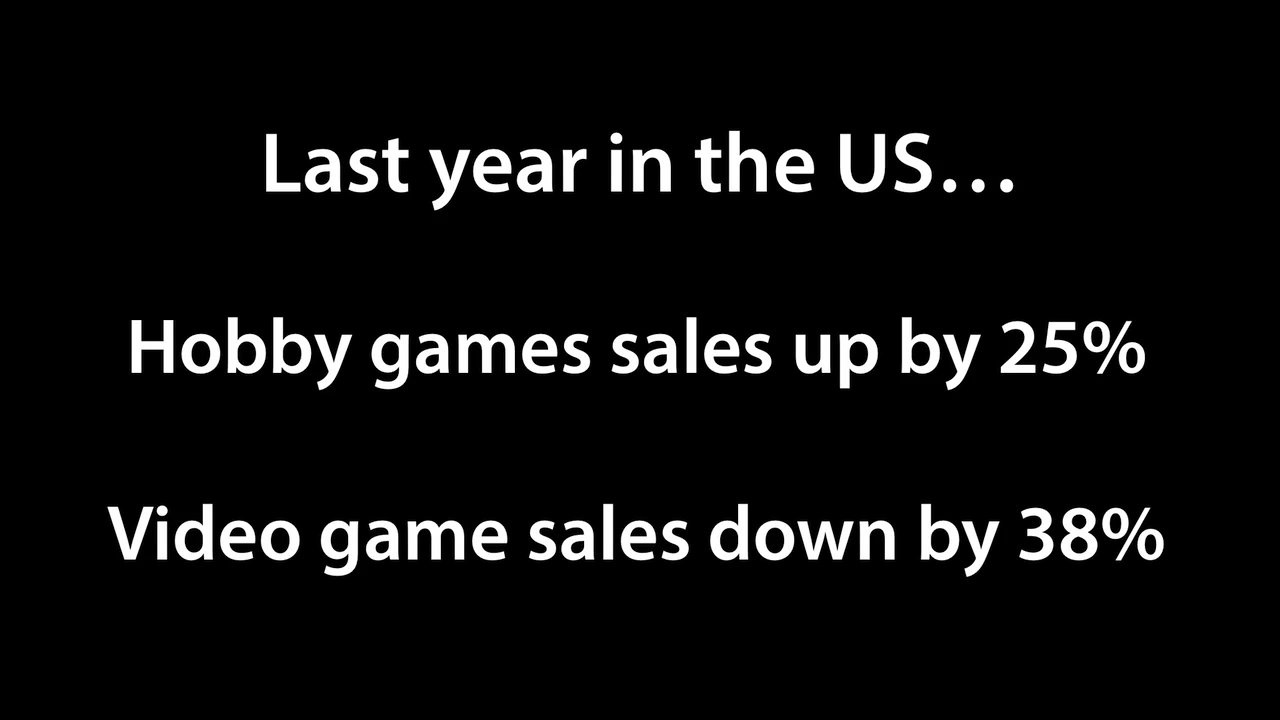 Last year in the US…
Hobby games sales up by 25%
Video game sales down by 38%